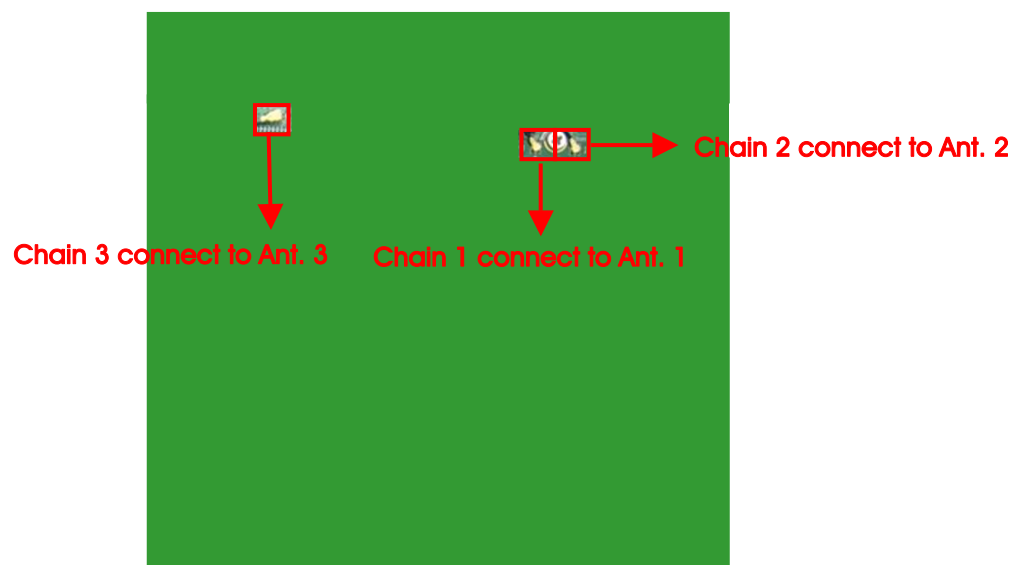 Chain 2 connect to Ant. 2
Chain 3 connect to Ant. 3
Chain 1 connect to Ant. 1